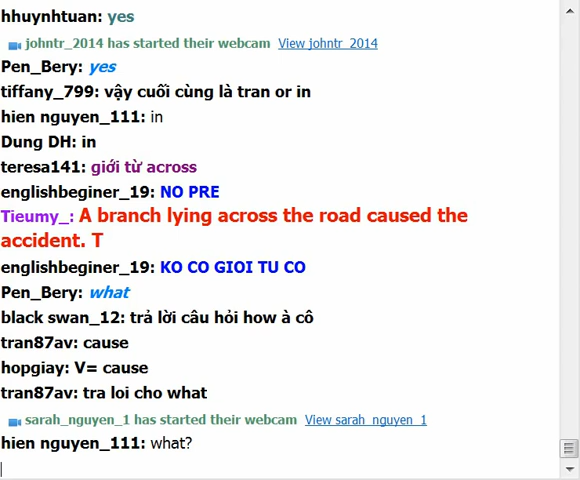 hhuynhtuan: yes
johntr_2014 has started their webcam View johntr_2014
Pen_Bery: yes
tiffany_799: vậy cuối cùng là tran or in
hien nguyen_111: in
Dung DH: in
teresa141: giới từ across
englishbeginer_19: NO PRE
Tieumy_: A branch lying across the road caused the
accident. T
englishbeginer_19: KO CO GIOI TU CO
Pen_Bery: what
black swan_12: trả lời câu hỏi how à cô
tran87av: cause
hopgiay: V= cause
tran87av: tra loi cho what
sarah_nguyen_1 has started their webcam View sarah_nguyen_1
hien nguyen_111: what?